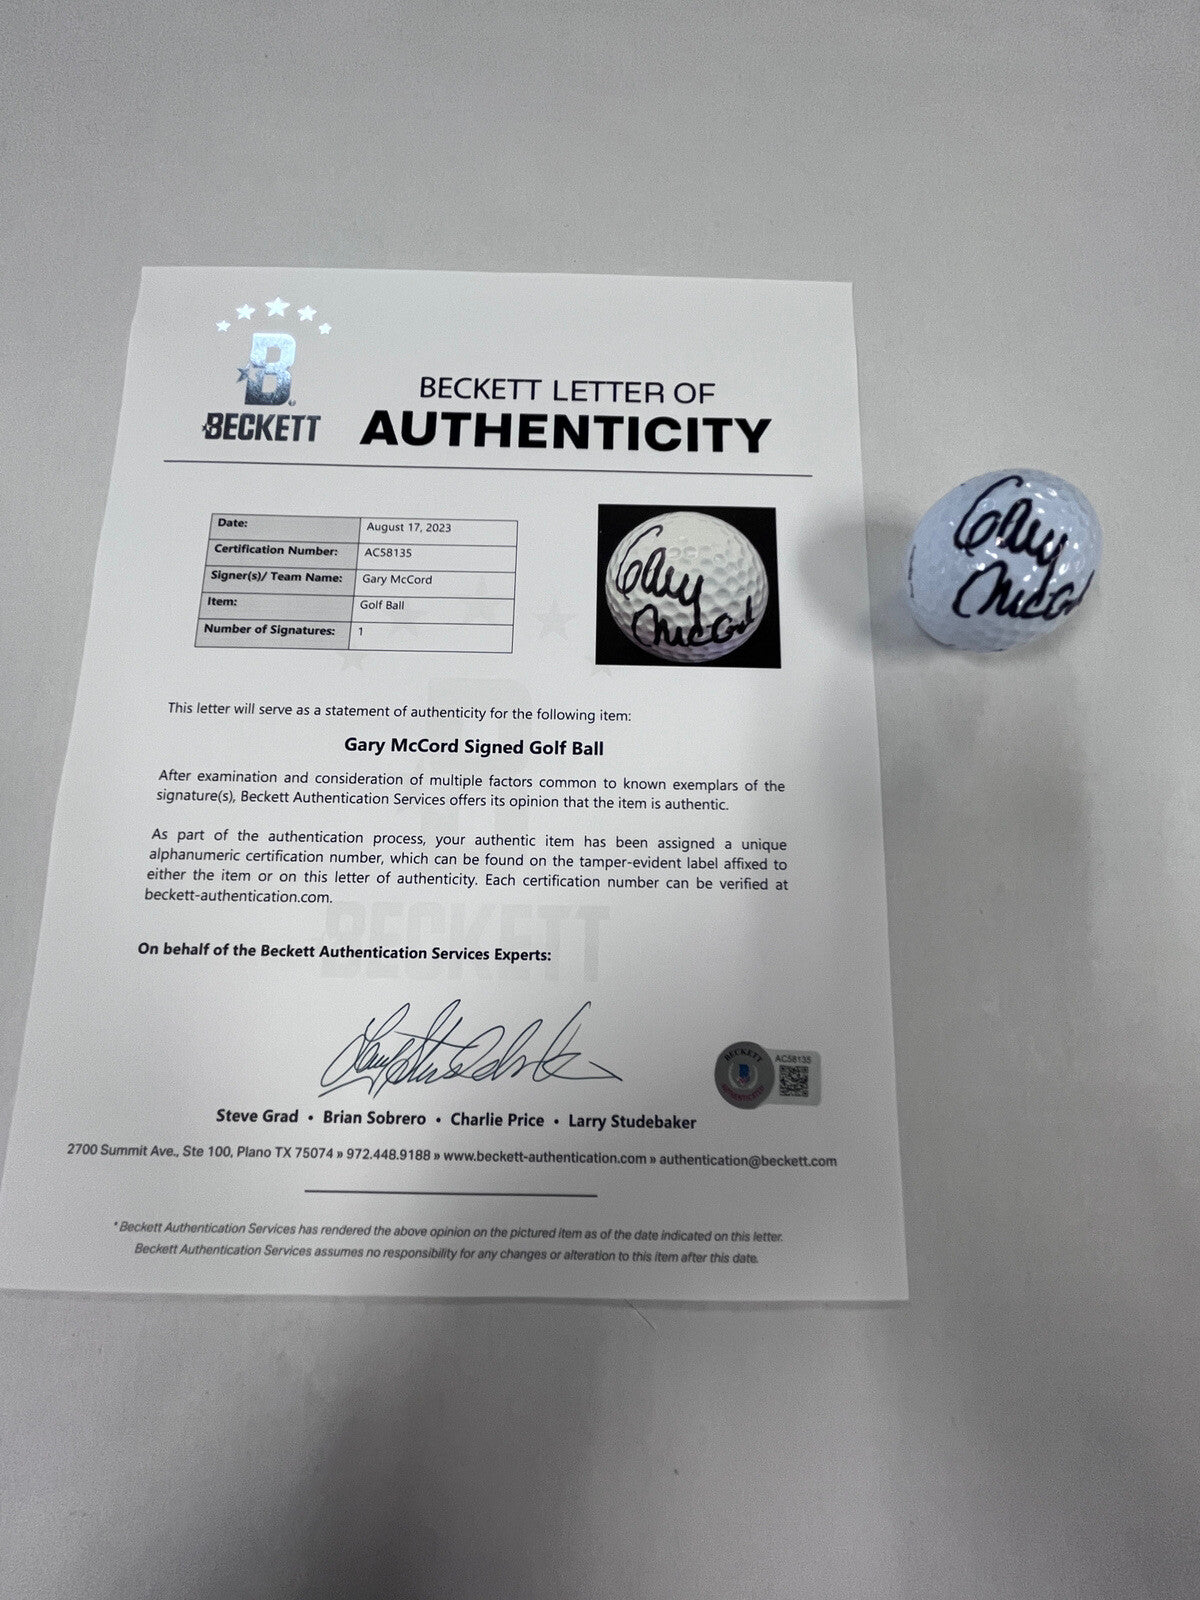 BECKETT
BECKETT LETTER OF
AUTHENTICITY
Date: August 17, 2023
Certification Number: AC58135
Signer(s)/ Team Name: Gary McCord
Item: Golf Ball
Number of Signatures: 1
Gary
McCord
Gary
McCord
This letter will serve as a statement of authenticity for the following item:
Gary McCord Signed Golf Ball
After examination and consideration of multiple factors common to known exemplars of the
signature(s), Beckett Authentication Services offers its opinion that the item is authentic.
As part of the authentication process, your authentic item has been assigned a unique
alphanumeric certification number, which can be found on the tamper-evident label affixed to
either the item or on this letter of authenticity. Each certification number can be verified at
beckett-authentication.com.
BECKETT
On behalf of the Beckett Authentication Services Experts:
BECKETT
AUTHENTICATED
AC58135
Steve Grad • Brian Sobrero • Charlie Price • Larry Studebaker
2700 Summit Ave., Ste 100, Plano TX 75074 » 972.448.9188 » www.beckett-authentication.com » authentication@beckett.com
* Beckett Authentication Services has rendered the above opinion on the pictured item as of the date indicated on this letter.
Beckett Authentication Services assumes no responsibility for any changes or alteration to this item after this date.